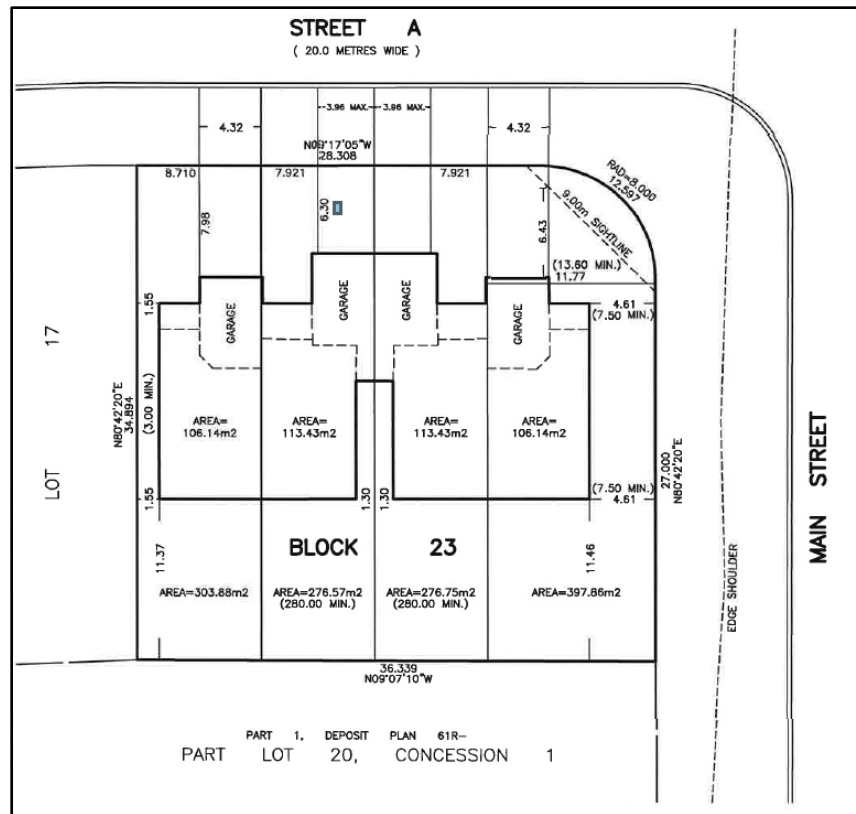 STREET A
( 20.0 METRES WIDE )
3.96 MAX. 3.96 MAX.
4.32
4.32
N09°17'05"W
28.308
8.710
7.921
7.921
RAD=8.000
12.597
9.00m SIGHTLINE
7.98
6.30
6.43
(13.60 MIN.)
11.77
1.55
4.61
(7.50 MIN.)
GARAGE
GARAGE
GARAGE
GARAGE
LOT 17
N80°42'20"E
34.894
(3.00 MIN.)
AREA=
106.14m2
AREA=
113.43m2
AREA=
113.43m2
AREA=
106.14m2
27.000
N80°42'20"E
MAIN STREET
1.55
1.30
1.30
(7.50 MIN.)
4.61
11.37
BLOCK 23
11.46
EDGE SHOULDER
AREA=303.88m2
AREA=276.57m2
(280.00 MIN.)
AREA=276.75m2
(280.00 MIN.)
AREA=397.86m2
36.339
N09°07'10"W
PART 1, DEPOSIT PLAN 61R-
PART LOT 20, CONCESSION 1